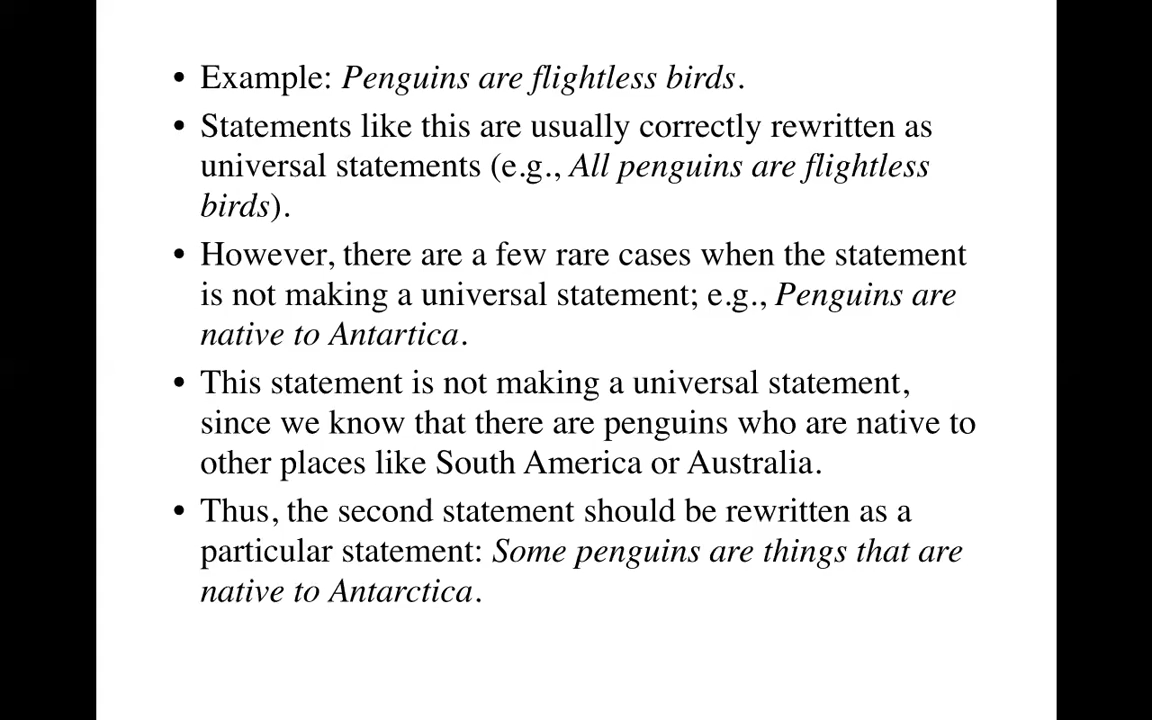 • Example: Penguins are flightless birds.
• Statements like this are usually correctly rewritten as
universal statements (e.g., All penguins are flightless
birds).
• However, there are a few rare cases when the statement
is not making a universal statement; e.g., Penguins are
native to Antartica.
• This statement is not making a universal statement,
since we know that there are penguins who are native to
other places like South America or Australia.
• Thus, the second statement should be rewritten as a
particular statement: Some penguins are things that are
native to Antarctica.